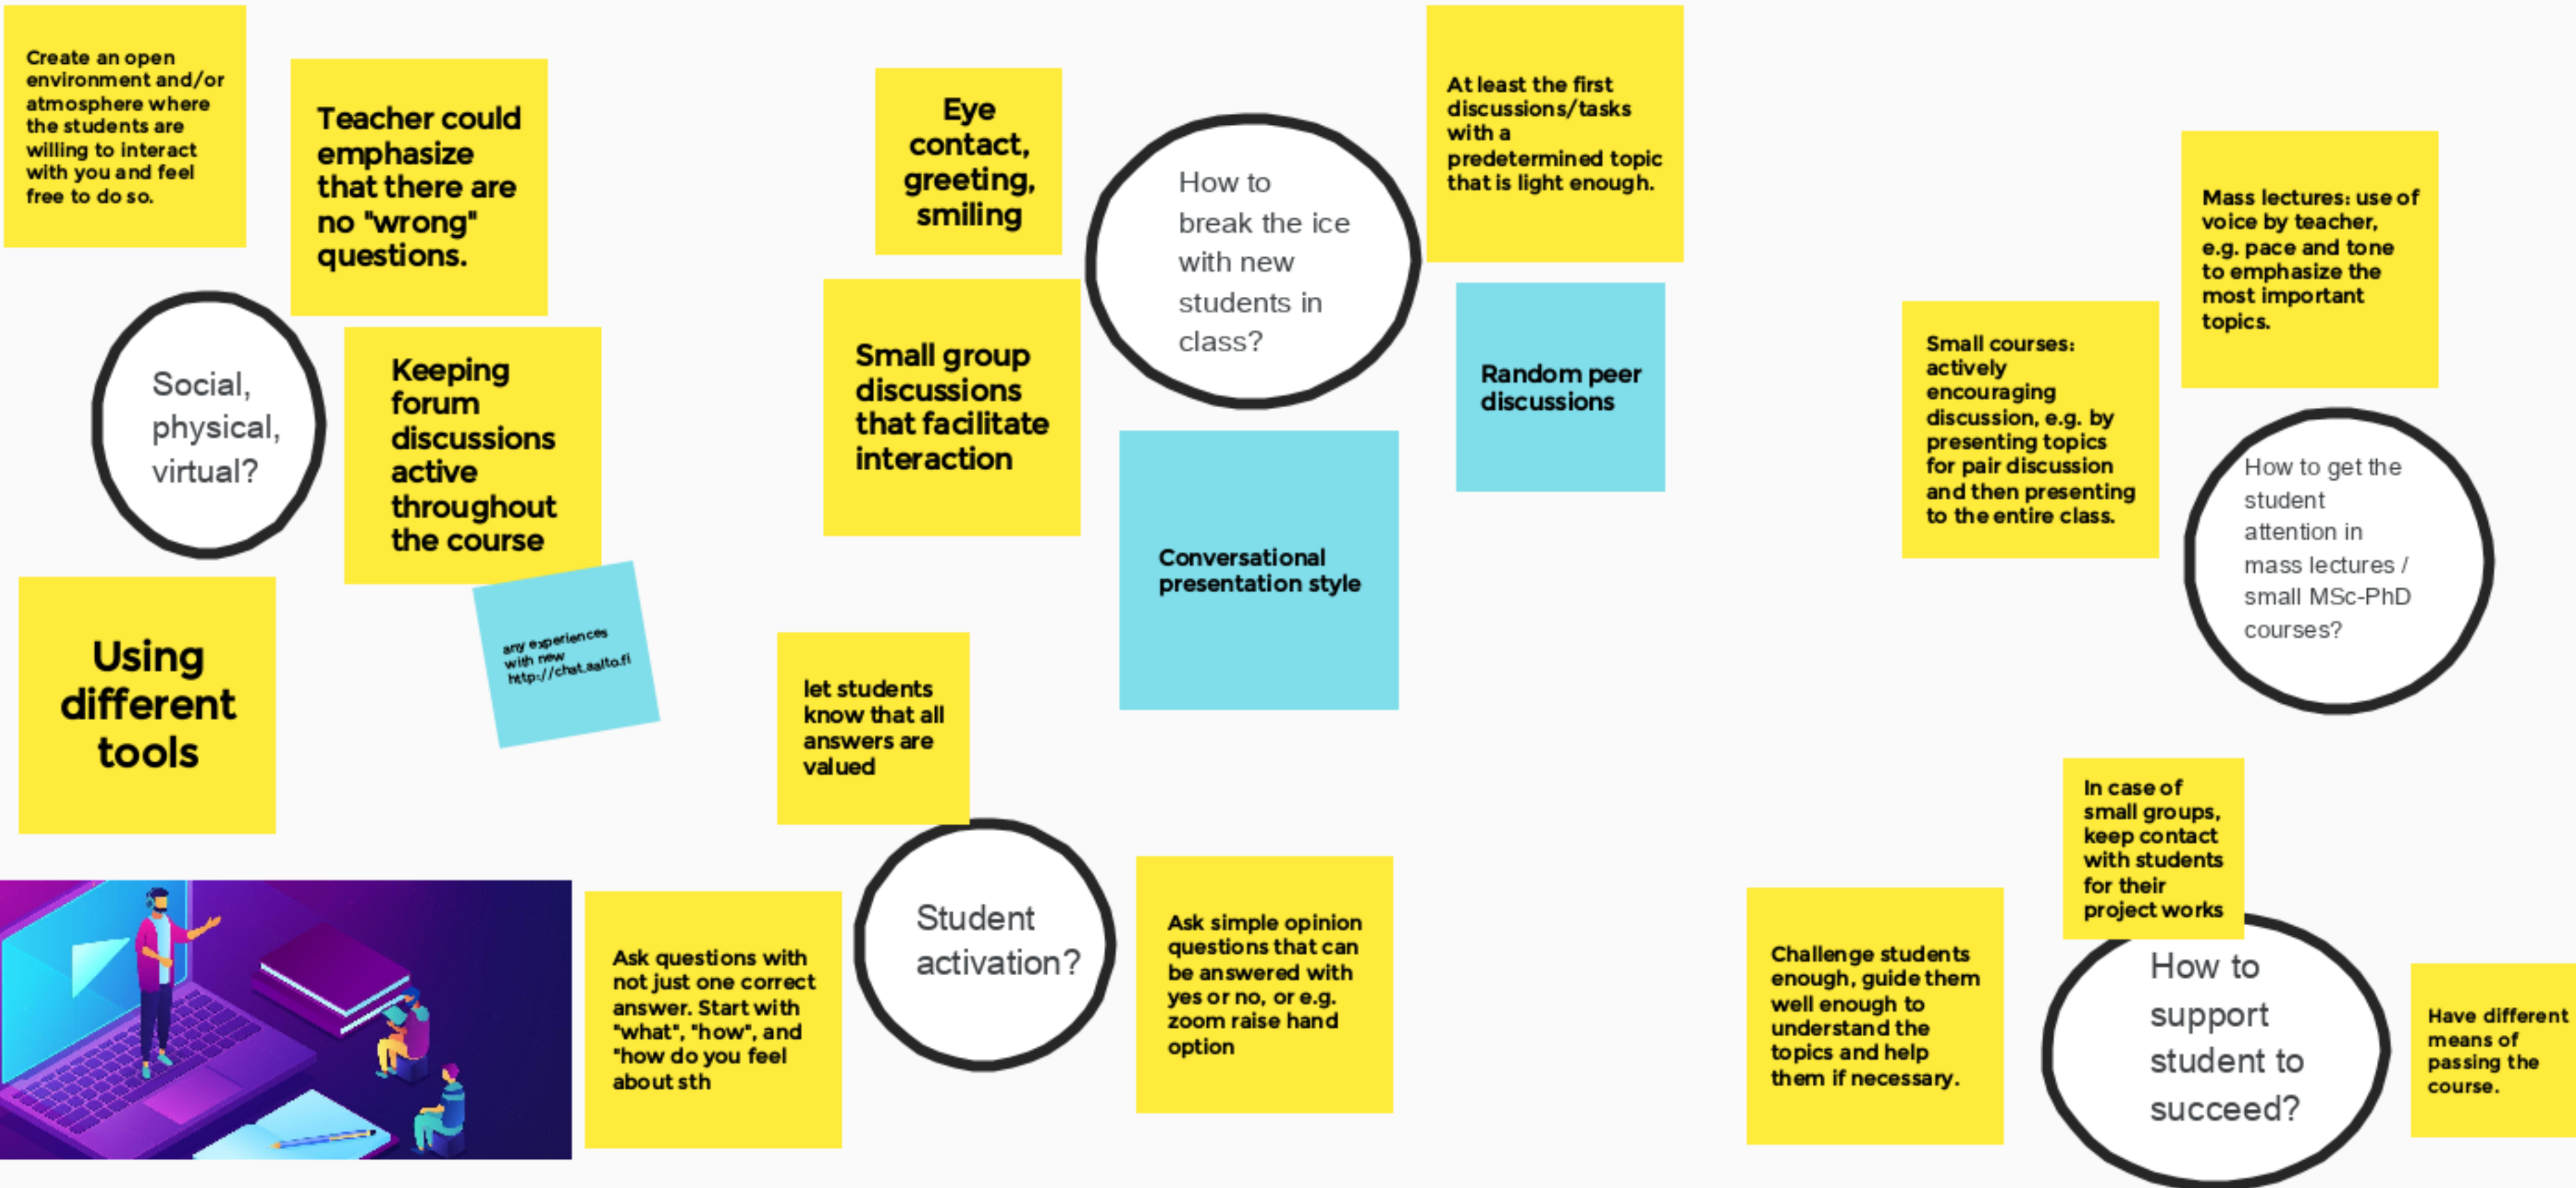 Create an open
environment and/or
atmosphere where
the students are
willing to interact
with you and feel
free to do so.
Teacher could
emphasize
that there are
no "wrong"
questions.
Social,
physical,
virtual?
Keeping
forum
discussions
active
throughout
the course
Using
different
tools
any experiences
with new
http://chat.aalto.fi
Eye
contact,
greeting,
smiling
How to
break the ice
with new
students in
class?
At least the first
discussions/tasks
with a
predetermined topic
that is light enough.
Small group
discussions
that facilitate
interaction
Random peer
discussions
Conversational
presentation style
let students
know that all
answers are
valued
Student
activation?
Ask questions with
not just one correct
answer. Start with
"what", "how", and
"how do you feel
about sth
Ask simple opinion
questions that can
be answered with
yes or no, or e.g.
zoom raise hand
option
Mass lectures: use of
voice by teacher,
e.g. pace and tone
to emphasize the
most important
topics.
Small courses:
actively
encouraging
discussion, e.g. by
presenting topics
for pair discussion
and then presenting
to the entire class.
How to get the
student
attention in
mass lectures /
small MSc-PhD
courses?
In case of
small groups,
keep contact
with students
for their
project works
Challenge students
enough, guide them
well enough to
understand the
topics and help
them if necessary.
How to
support
student to
succeed?
Have different
means of
passing the
course.